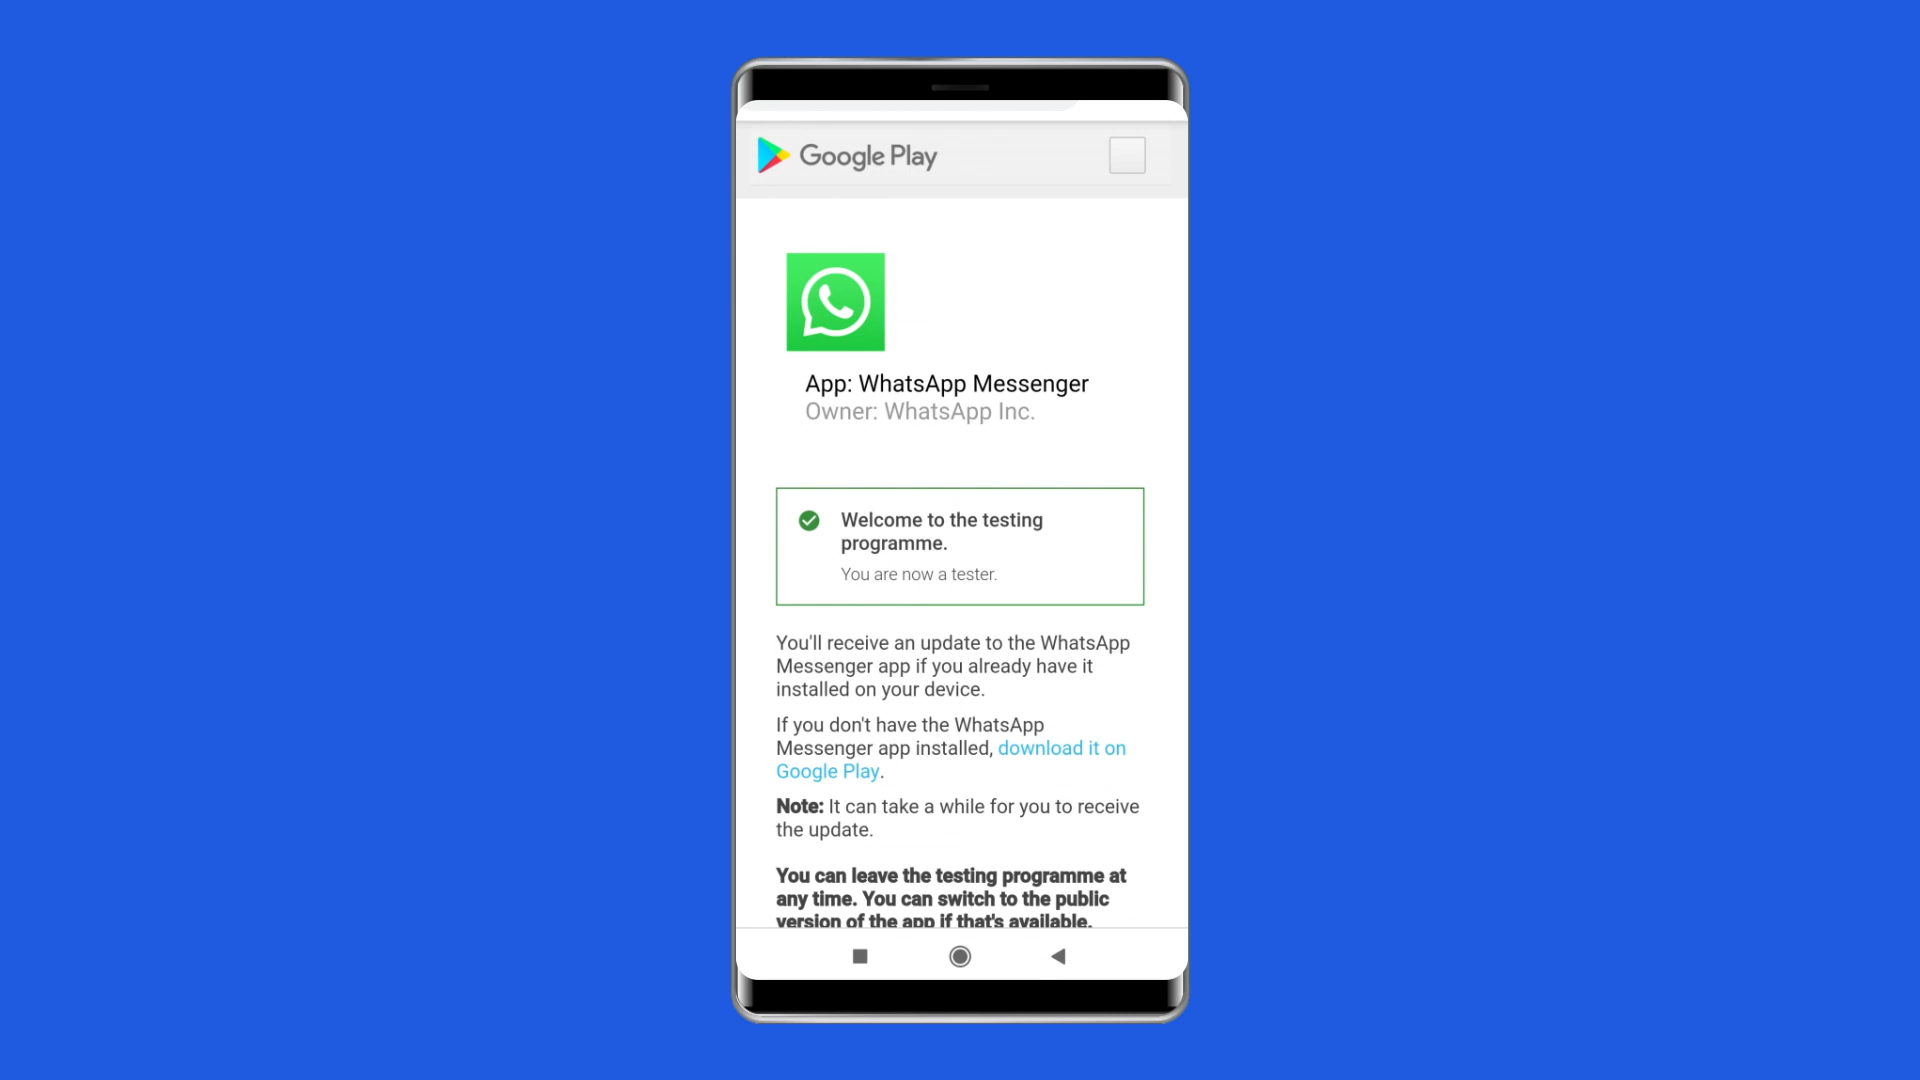 Google Play
App: WhatsApp Messenger
Owner: WhatsApp Inc.
Welcome to the testing
programme.
You are now a tester.
You'll receive an update to the WhatsApp
Messenger app if you already have it
installed on your device.
If you don't have the WhatsApp
Messenger app installed, download it on
Google Play.
Note: It can take a while for you to receive
the update.
You can leave the testing programme at
any time. You can switch to the public
version of the app if that's available.